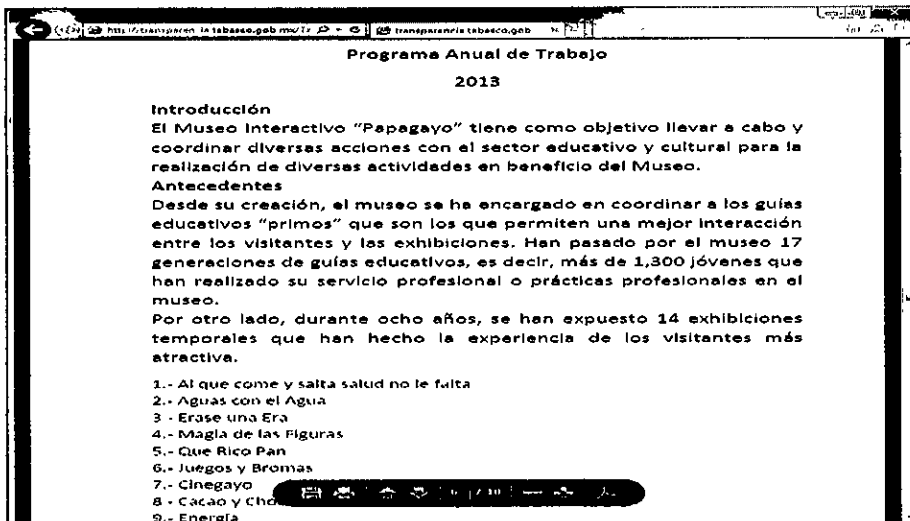 transparencia.tabasco.gob
Programa Anual de Trabajo
2013
Introducción
El Museo Interactivo "Papagayo" tiene como objetivo llevar a cabo y
coordinar diversas acciones con el sector educativo y cultural para la
realización de diversas actividades en beneficio del Museo.
Antecedentes
Desde su creación, el museo se ha encargado en coordinar a los guías
educativos "primos" que son los que permiten una mejor interacción
entre los visitantes y las exhibiciones. Han pasado por el museo 17
generaciones de guías educativos, es decir, más de 1,300 jóvenes que
han realizado su servicio profesional o prácticas profesionales en el
museo.
Por otro lado, durante ocho años, se han expuesto 14 exhibiciones
temporales que han hecho la experiencia de los visitantes más
atractiva.
1.- Al que come y salta salud no le falta
2.- Aguas con el Agua
3 - Erase una Era
4.- Magia de las Figuras
5.- Que Rico Pan
6.- Juegos y Bromas
7.- Cinegayo
8 - Cacao y
9.- Energía